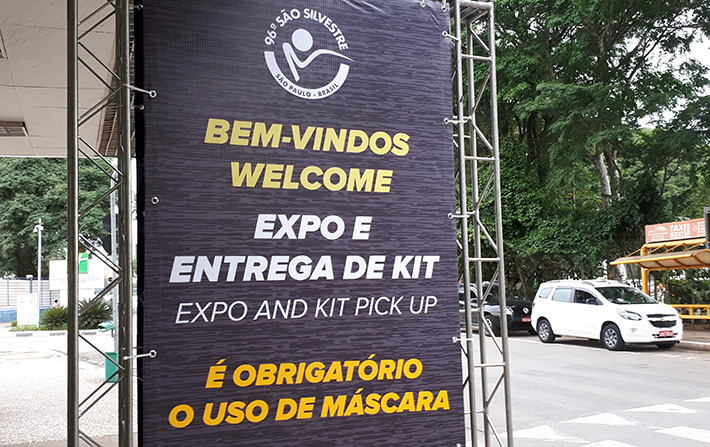 96ª SÃO SILVESTRE
SÃO PAULO - BRASIL
BEM-VINDOS
WELCOME
EXPO E
ENTREGA DE KIT
EXPO AND KIT PICK UP
É OBRIGATÓRIO
O USO DE MÁSCARA
TAXI